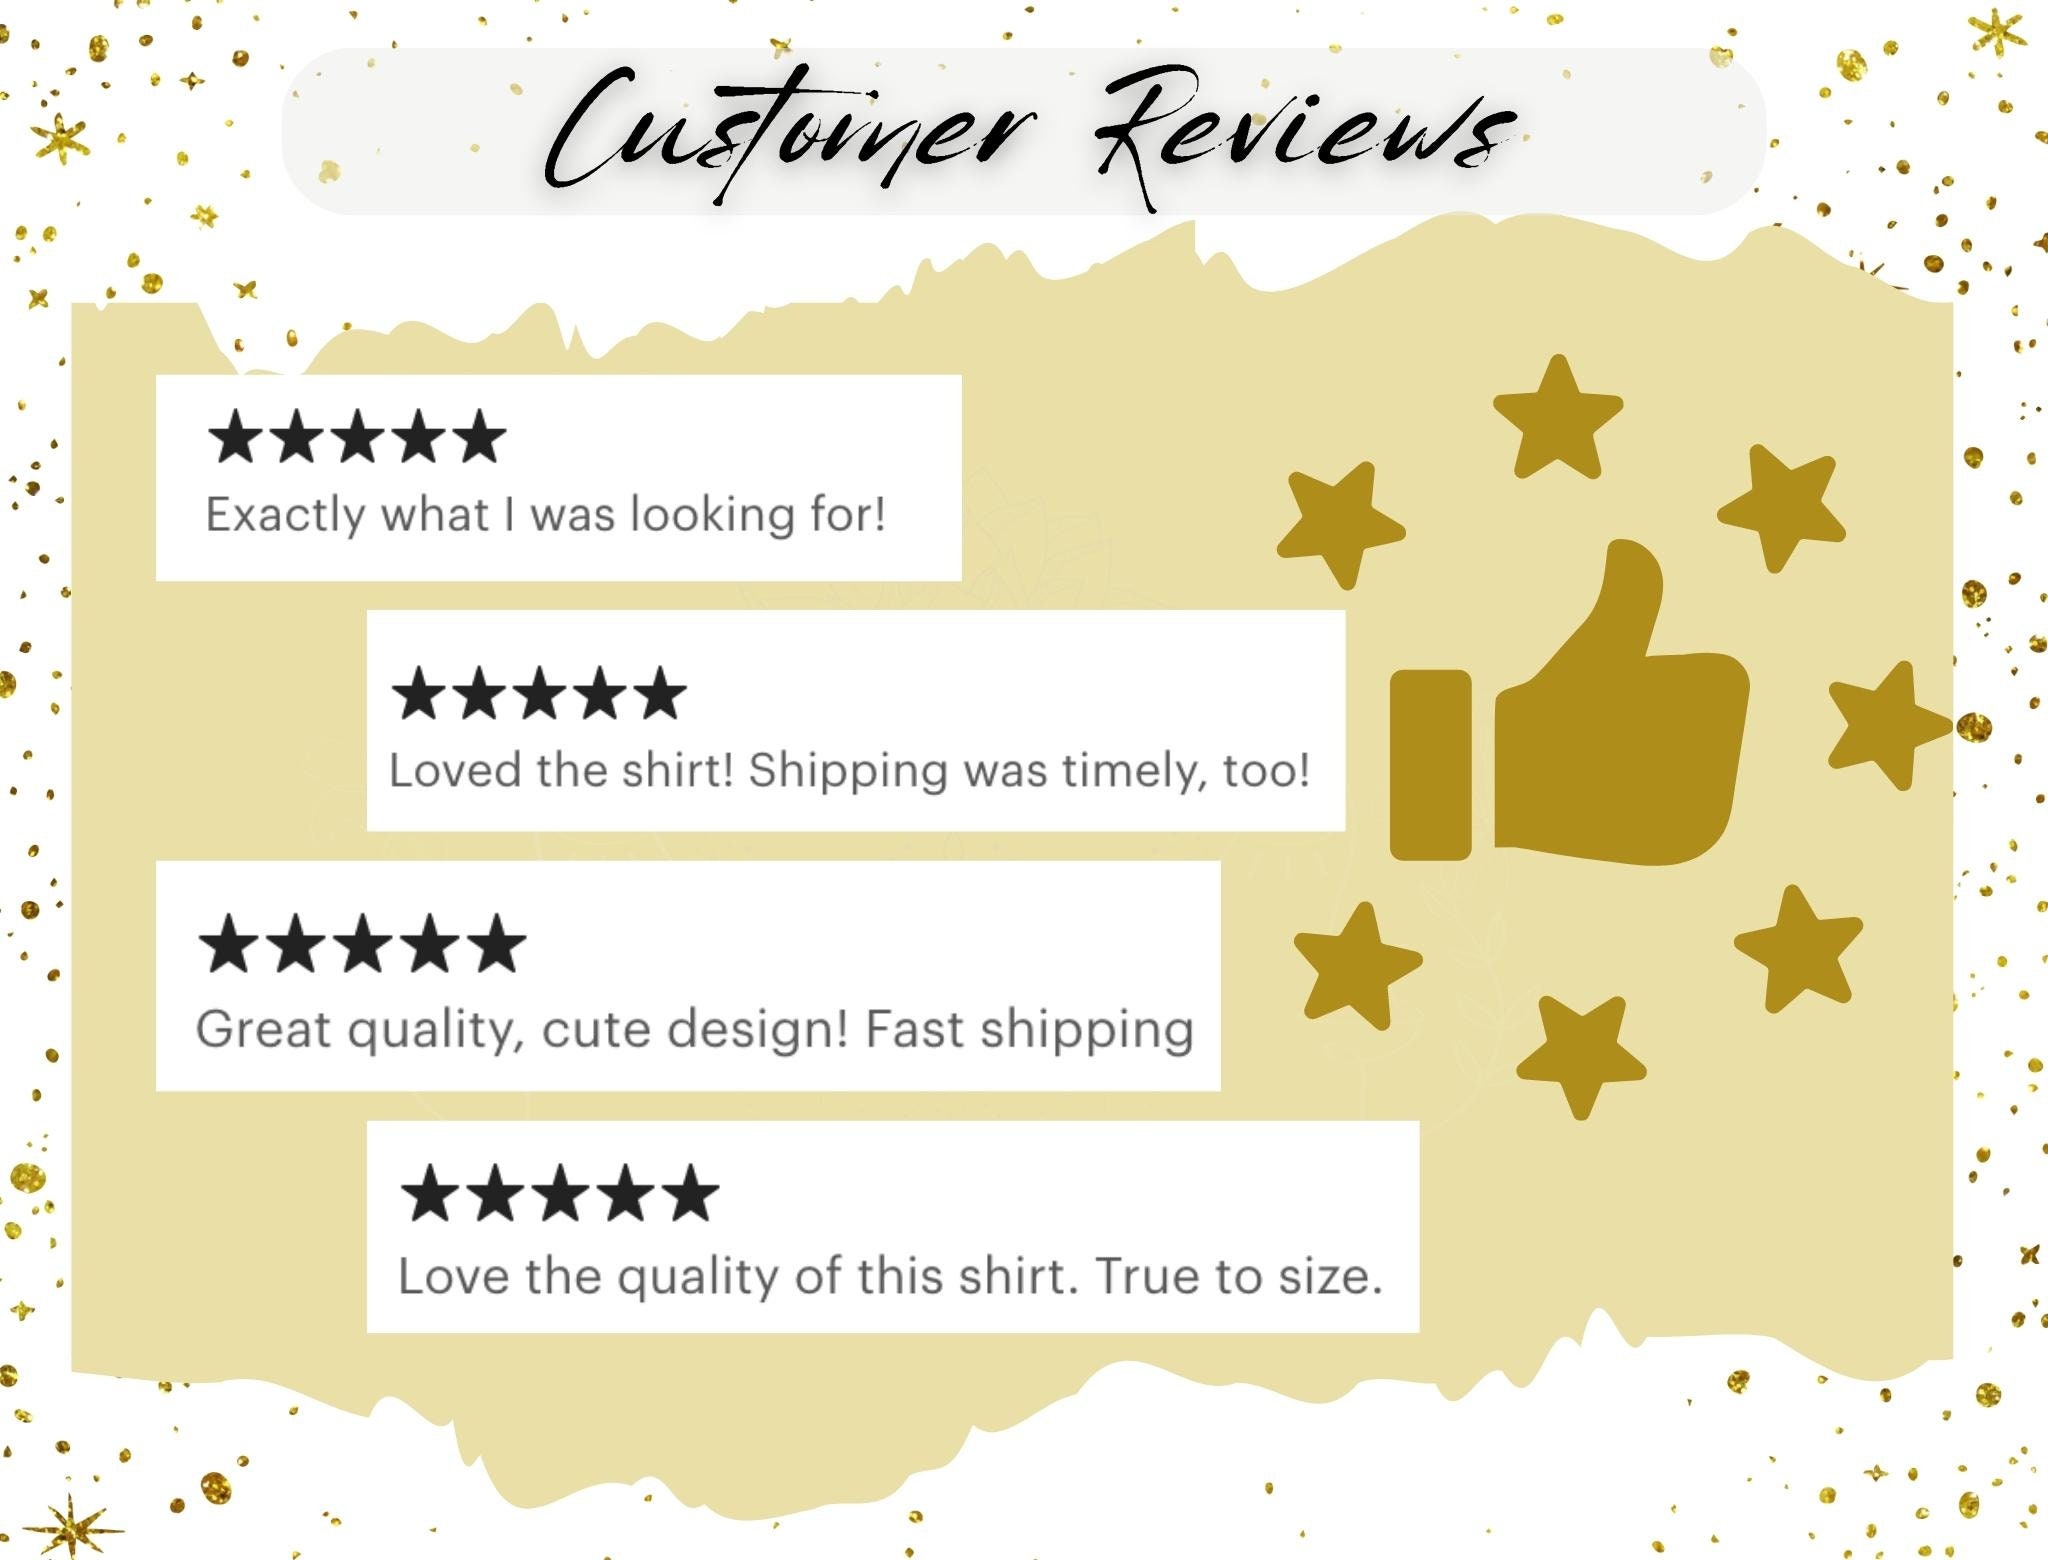 Customer Reviews
★★★★★
Exactly what I was looking for!
★★★★★
Loved the shirt! Shipping was timely, too!
★★★★★
Great quality, cute design! Fast shipping
★★★★★
Love the quality of this shirt. True to size.